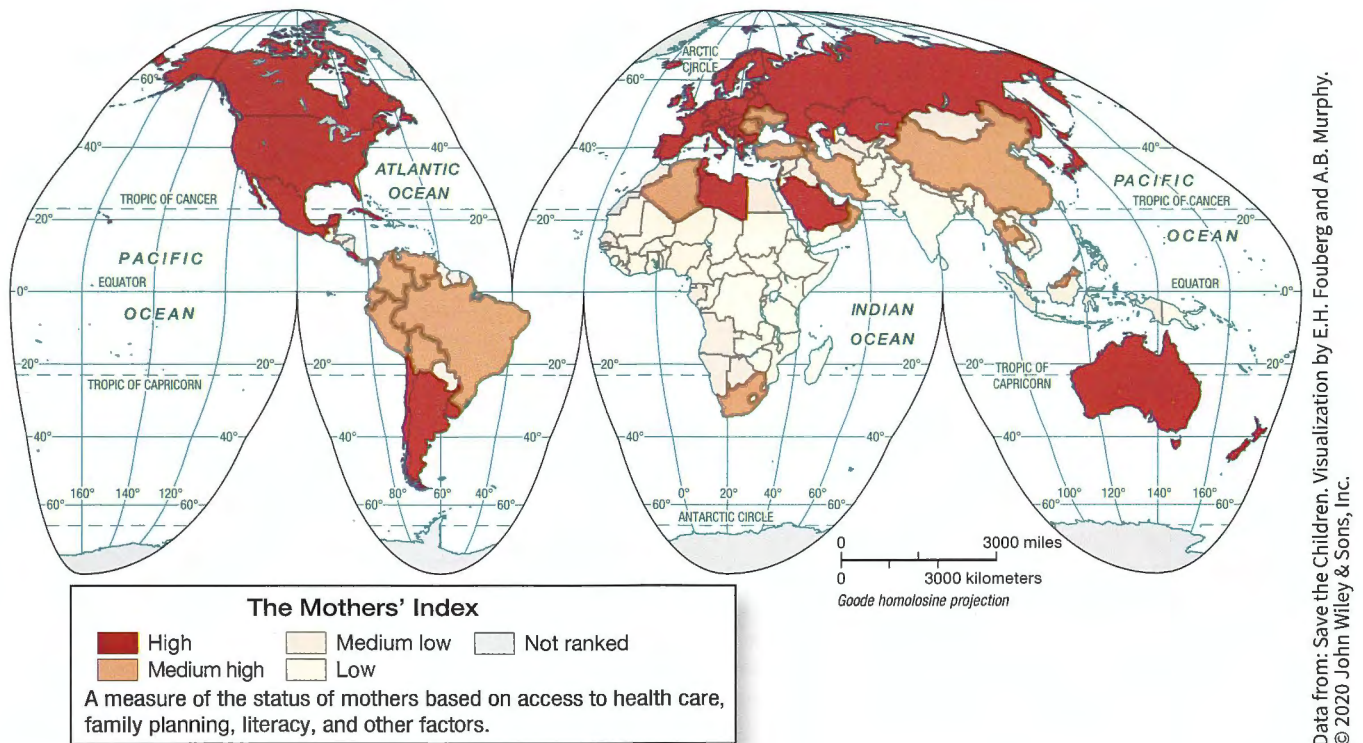 ARCTIC
CIRCLE
60°
60°
60°
40°
40°
40°
40°
ATLANTIC
OCEAN
PACIFIC
TROPIC OF CANCER
TROPIC OF CANCER
20°
20°
20°
20°
OCEAN
PACIFIC
EQUATOR
EQUATOR
0°
0°
0°
0°
OCEAN
INDIAN
OCEAN
20°
20°
20°
20°
20°
TROPIC OF
CAPRICORN
TROPIC OF CAPRICORN
40°
40°
40°
40°
40°
160°
140°
120°
80°
60°
40°
0°
20°
40°
60°
100°
120°
140°
160°
60°
60°
60°
60°
60°
60°
ANTARCTIC CIRCLE
0
3000 miles
0
3000 kilometers
Goode homolosine projection
The Mothers' Index
High
Medium low
Not ranked
Medium high
Low
A measure of the status of mothers based on access to health care,
family planning, literacy, and other factors.
Data from: Save the Children. Visualization by E.H. Fouberg and A.B. Murphy.
© 2020 John Wiley & Sons, Inc.